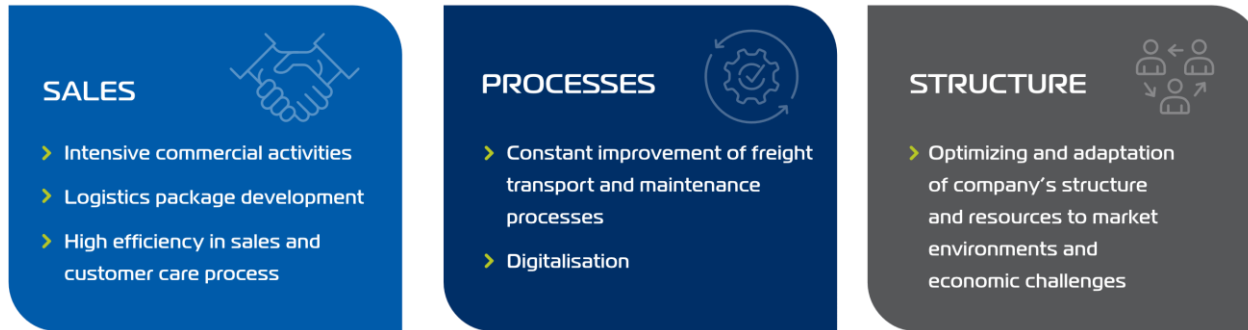 SALES
Intensive commercial activities
Logistics package development
High efficiency in sales and
customer care process
PROCESSES
Constant improvement of freight
transport and maintenance
processes
Digitalisation
STRUCTURE
Optimizing and adaptation
of company's structure
and resources to market
environments and
economic challenges